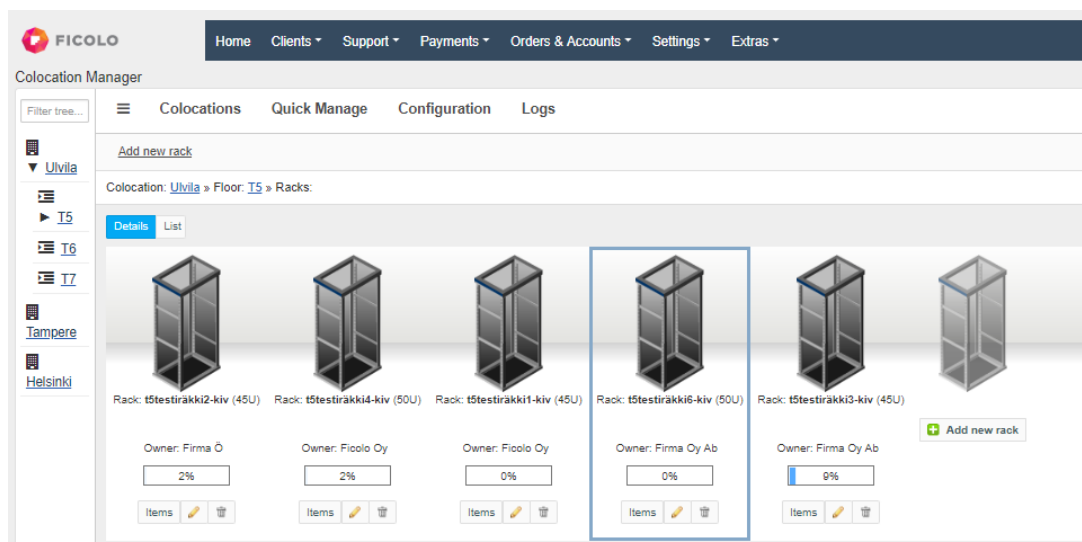 FICOLO
Home Clients Support Payments Orders & Accounts Settings Extras
Colocation Manager
Filter tree...
Colocations Quick Manage Configuration Logs
Add new rack
Ulvila
Colocation: Ulvila » Floor: T5 » Racks:
T5
Details List
T6
T7
Tampere
Helsinki
Rack: t5testiräkki2-kiv (45U) Rack: t5testiräkki4-kiv (50U) Rack: t5testiräkki1-kiv (45U) Rack: t5testiräkki6-kiv (50U) Rack: t5testiräkki3-kiv (45U)
Add new rack
Owner: Firma Ö Owner: Ficolo Oy Owner: Ficolo Oy Owner: Firma Oy Ab Owner: Firma Oy Ab
2% 2% 0% 0% 9%
Items Items Items Items Items